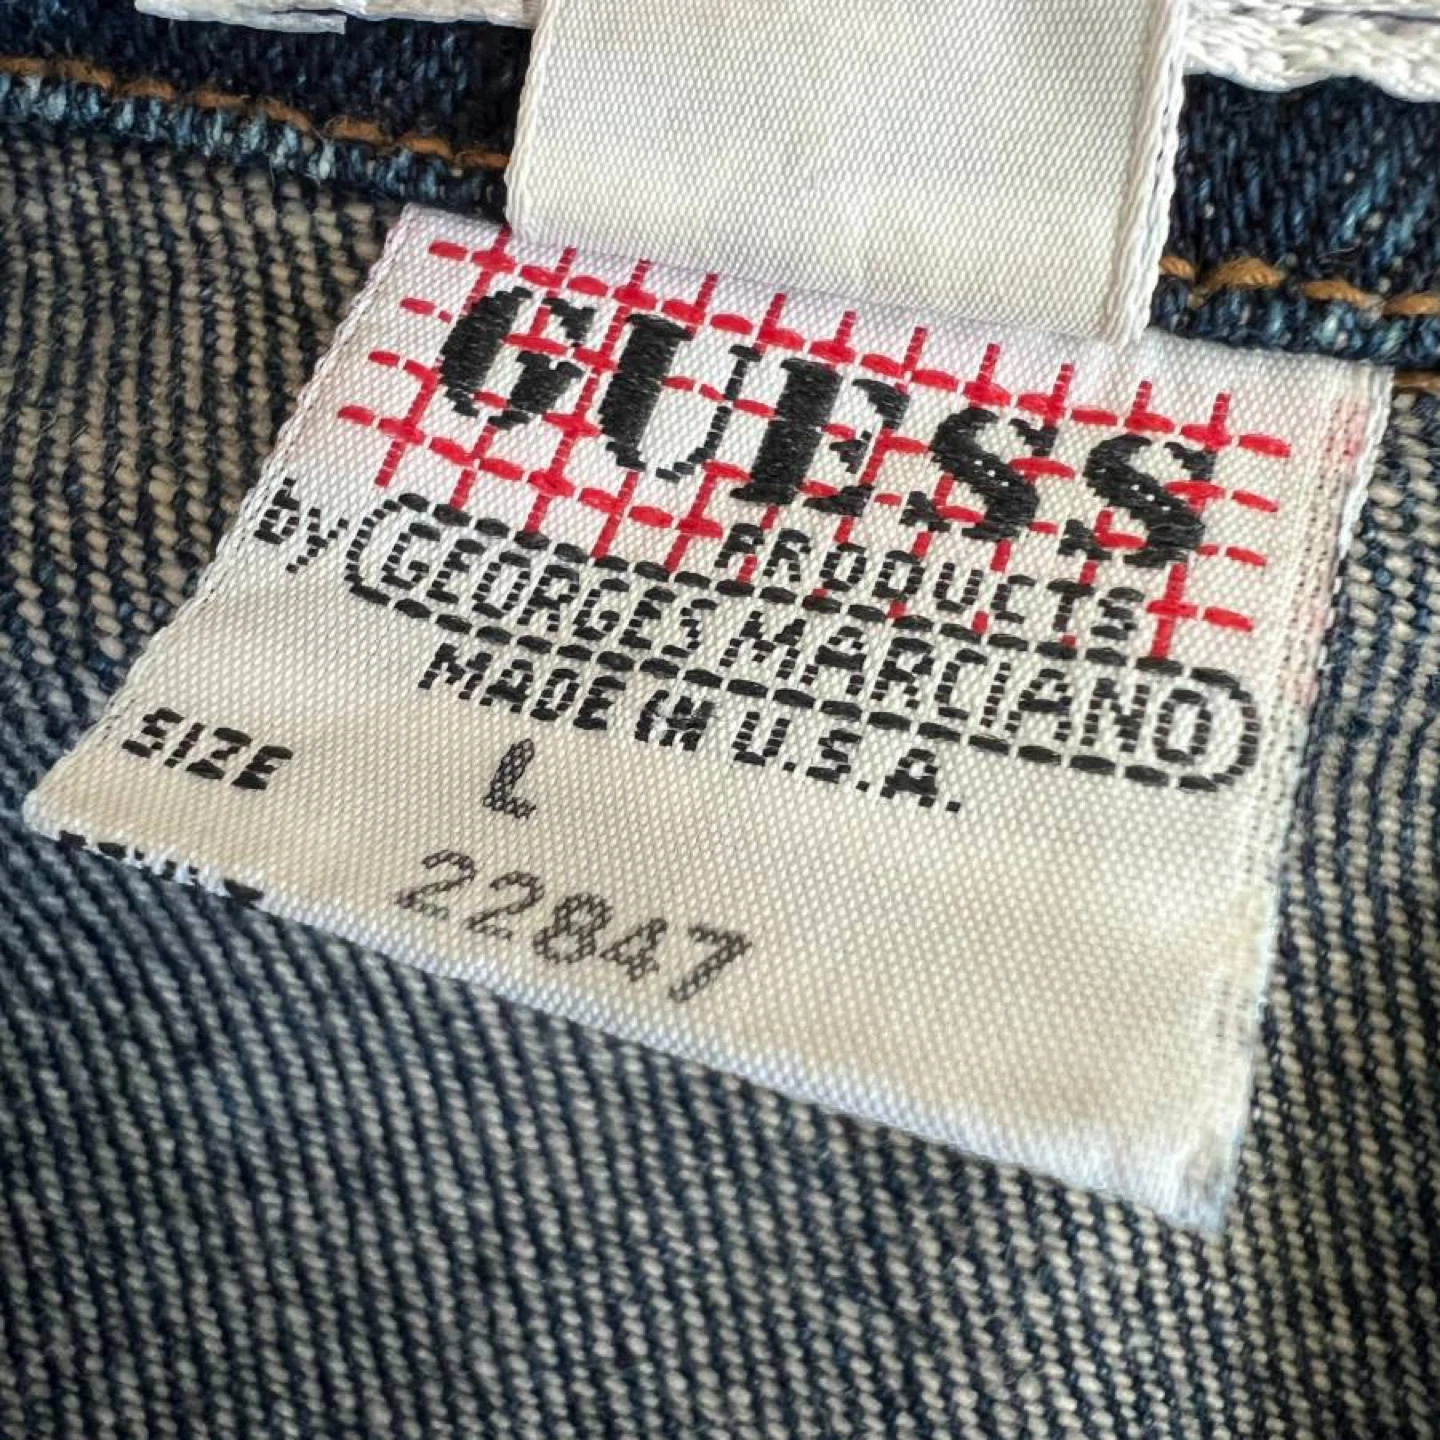 GUESS
PRODUCTS
by GEORGES MARCIANO
MADE IN U.S.A.
SIZE L
22847